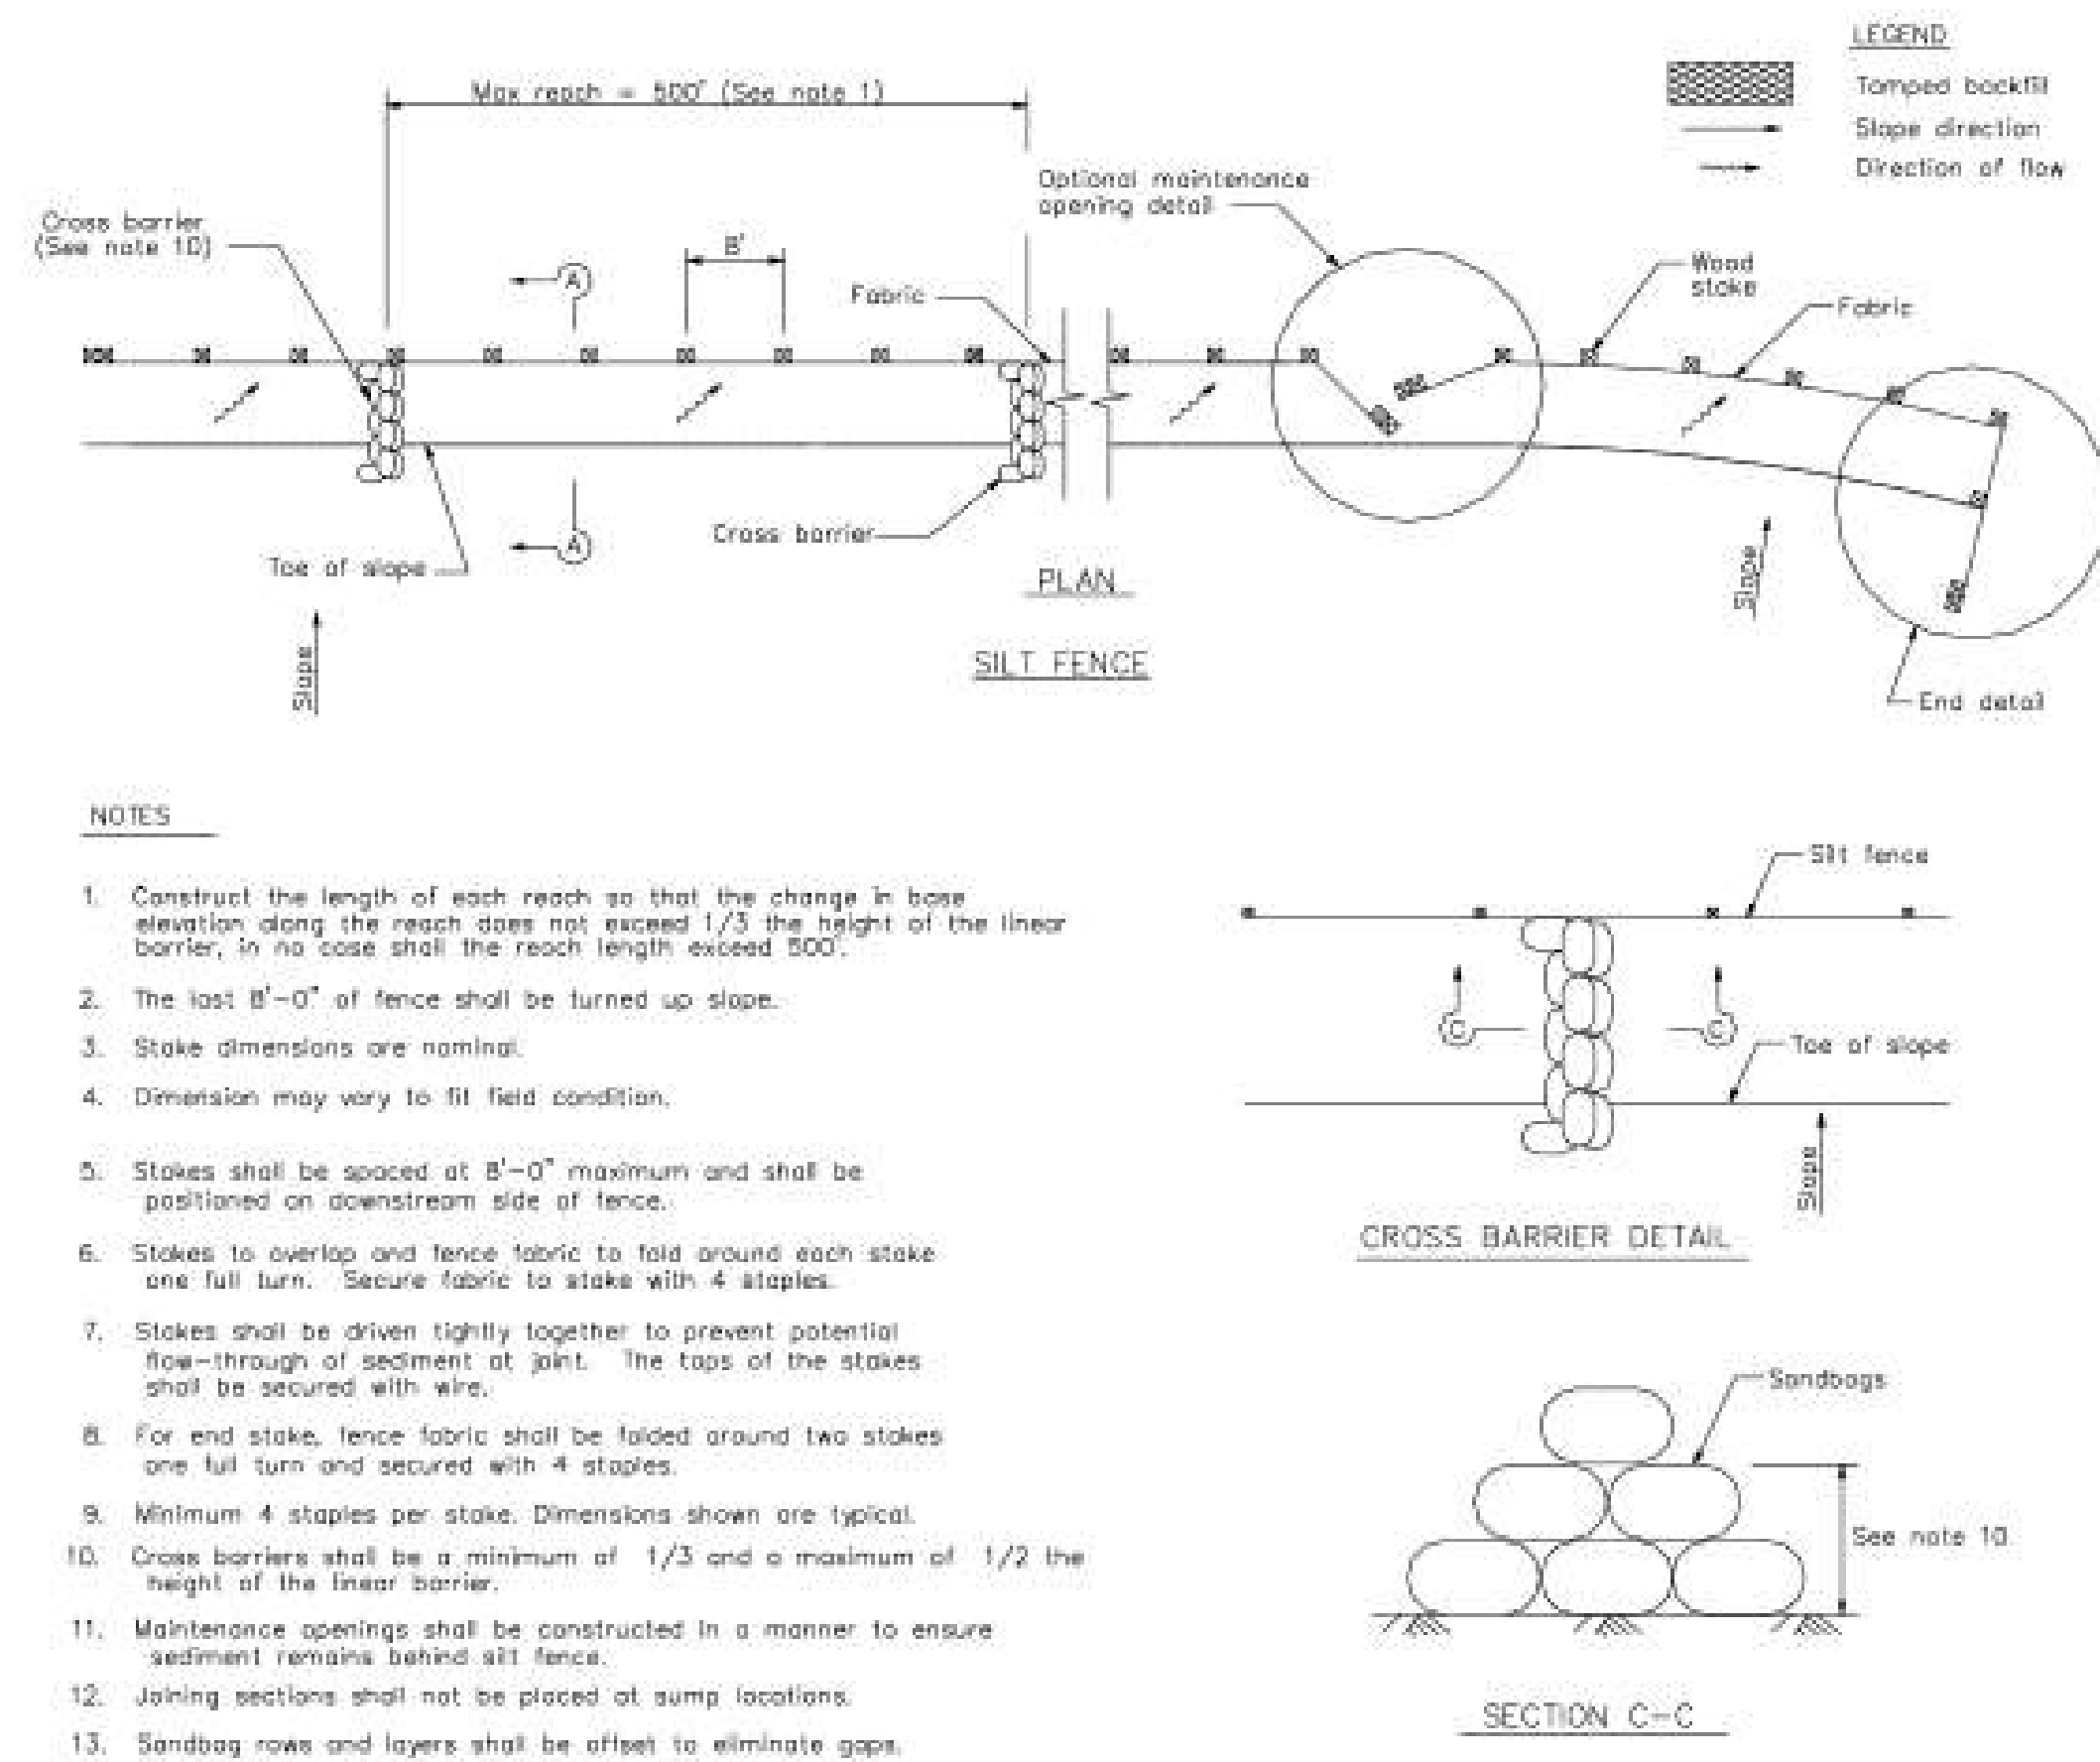 LEGEND
Tamped backfill
Slope direction
Direction of flow
Max reach = 500' (See note 1)
Optional maintenance
opening detail
Cross barrier
(See note 10)
A
8'
Fabric
Wood
stake
Fabric
Cross barrier
A
Toe of slope
PLAN
Slope
Slope
SILT FENCE
End detail
NOTES
1. Construct the length of each reach so that the change in base
elevation along the reach does not exceed 1/3 the height of the linear
barrier, in no case shall the reach length exceed 500'.
2. The last 8'-0" of fence shall be turned up slope.
3. Stake dimensions are nominal.
4. Dimension may vary to fit field condition.
5. Stakes shall be spaced at 8'-0" maximum and shall be
positioned on downstream side of fence.
6. Stakes to overlap and fence fabric to fold around each stake
one full turn. Secure fabric to stake with 4 staples.
7. Stakes shall be driven tightly together to prevent potential
flow-through of sediment at joint. The tops of the stakes
shall be secured with wire.
8. For end stake, fence fabric shall be folded around two stakes
one full turn and secured with 4 staples.
9. Minimum 4 staples per stake. Dimensions shown are typical.
10. Cross barriers shall be a minimum of 1/3 and a maximum of 1/2 the
height of the linear barrier.
11. Maintenance openings shall be constructed in a manner to ensure
sediment remains behind silt fence.
12. Joining sections shall not be placed at sump locations.
13. Sandbag rows and layers shall be offset to eliminate gaps.
Silt fence
C
C
Toe of slope
Slope
CROSS BARRIER DETAIL
Sandbags
See note 10
SECTION C-C